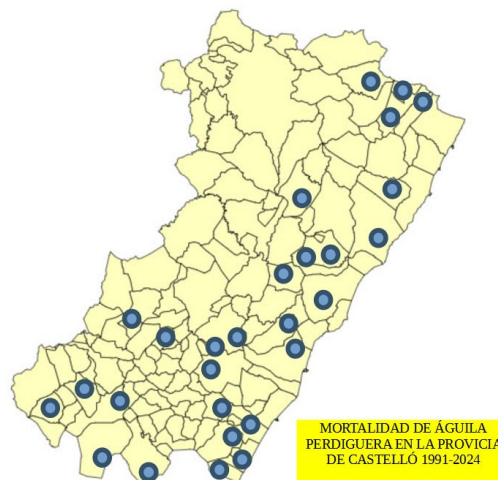 MORTALIDAD DE ÁGUILA
PERDIGUERA EN LA PROVICIA
DE CASTELLÓ 1991-2024